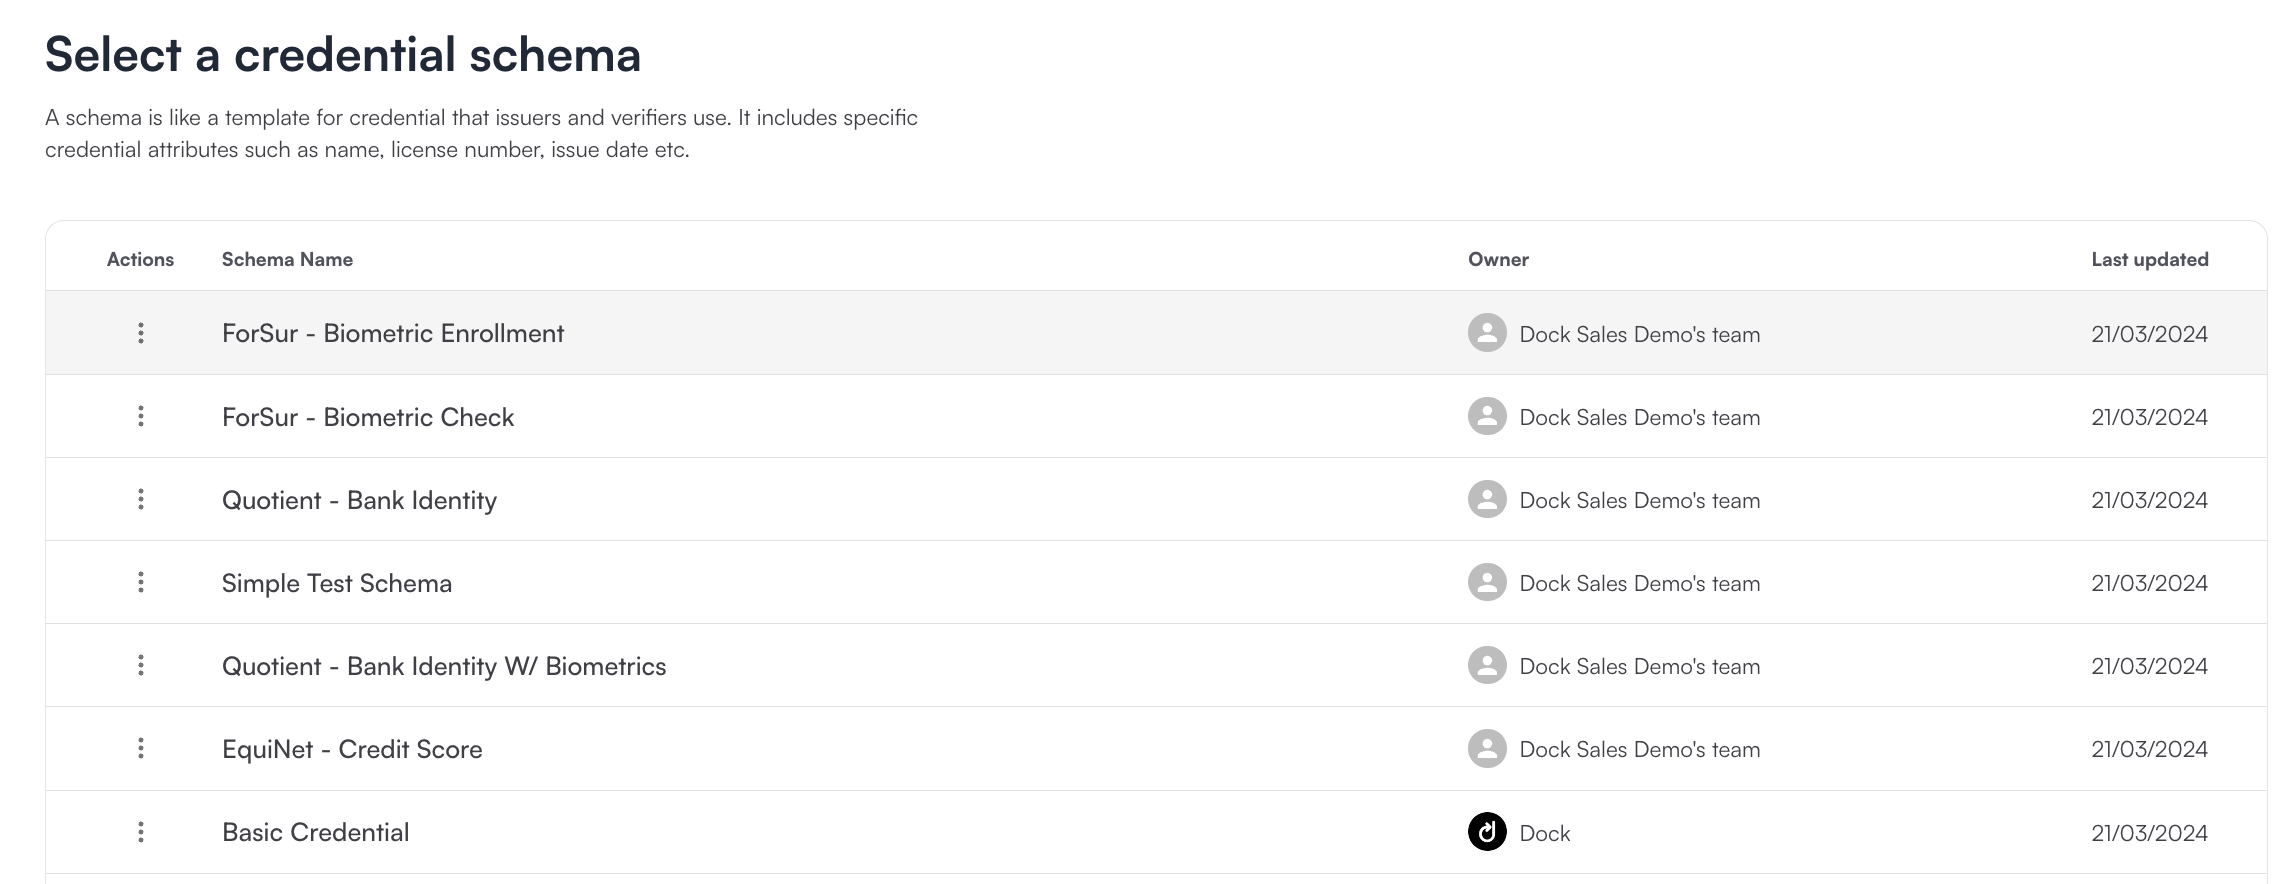 Select a credential schema
A schema is like a template for credential that issuers and verifiers use. It includes specific
credential attributes such as name, license number, issue date etc.
Actions Schema Name Owner Last updated
ForSur - Biometric Enrollment Dock Sales Demo's team 21/03/2024
ForSur - Biometric Check Dock Sales Demo's team 21/03/2024
Quotient - Bank Identity Dock Sales Demo's team 21/03/2024
Simple Test Schema Dock Sales Demo's team 21/03/2024
Quotient - Bank Identity W/ Biometrics Dock Sales Demo's team 21/03/2024
EquiNet - Credit Score Dock Sales Demo's team 21/03/2024
Basic Credential Dock 21/03/2024